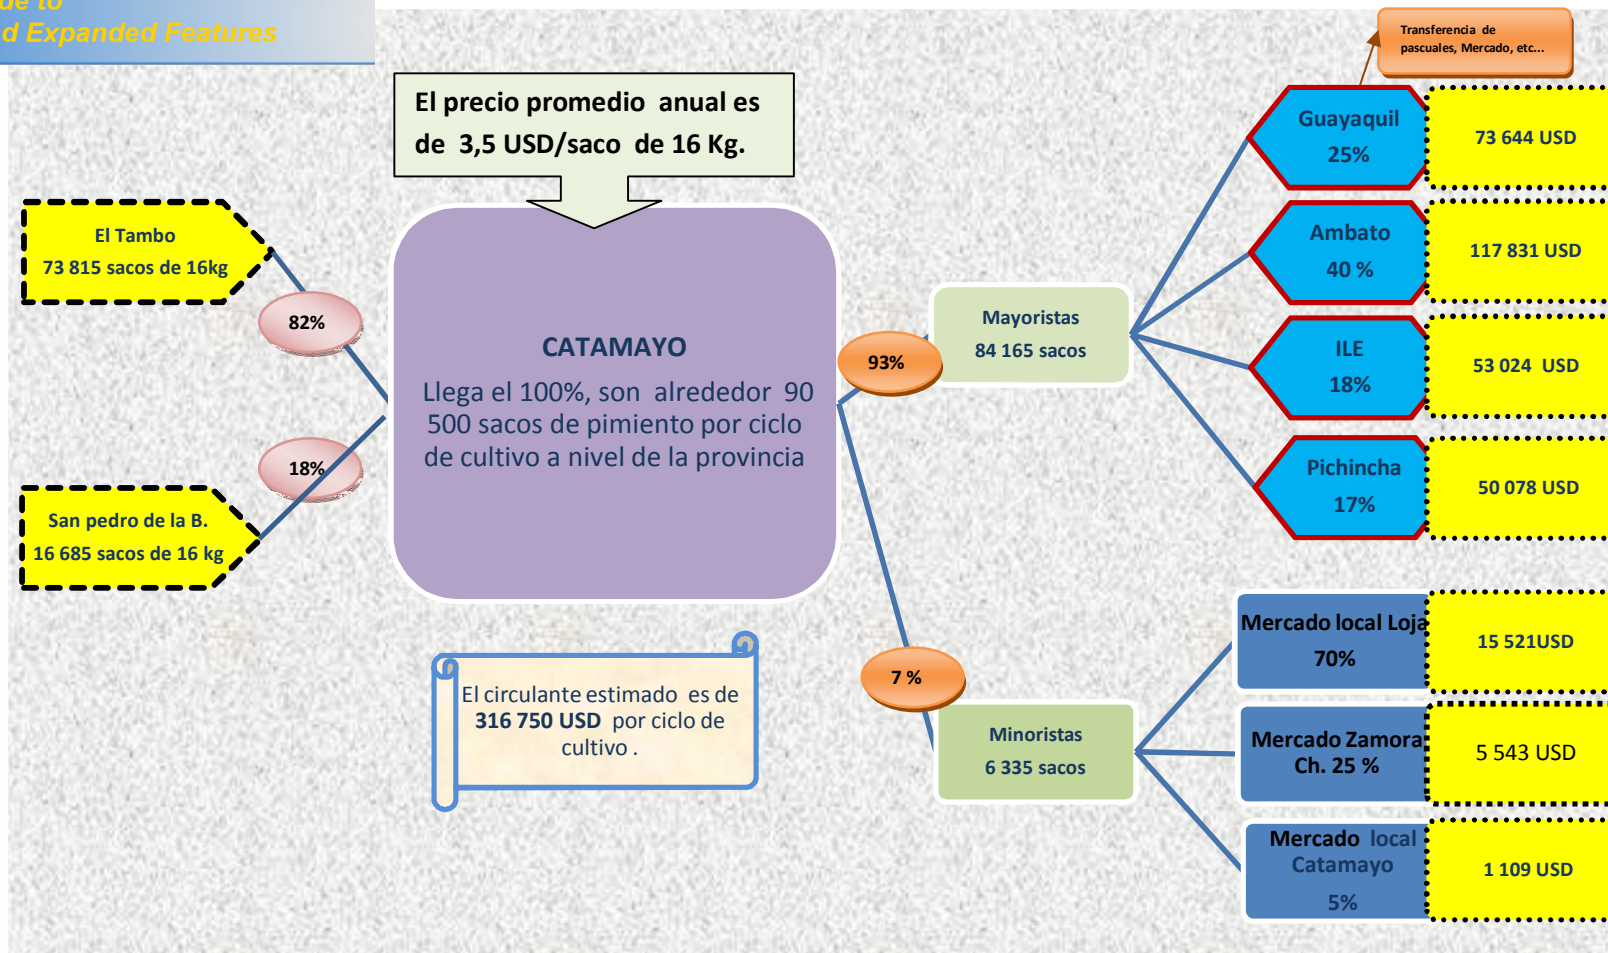 de to
d Expanded Features
Transferencia de
pascuales, Mercado, etc...
El precio promedio anual es
de 3,5 USD/saco de 16 Kg.
Guayaquil
25%
73 644 USD
El Tambo
73 815 sacos de 16kg
Ambato
40 %
117 831 USD
82%
CATAMAYO
Llega el 100%, son alrededor 90
500 sacos de pimiento por ciclo
de cultivo a nivel de la provincia
93%
Mayoristas
84 165 sacos
ILE
18%
53 024 USD
18%
Pichincha
17%
50 078 USD
San pedro de la B.
16 685 sacos de 16 kg
Mercado local Loja
70%
15 521USD
El circulante estimado es de
316 750 USD por ciclo de
cultivo .
7 %
Minoristas
6 335 sacos
Mercado Zamora
Ch. 25 %
5 543 USD
Mercado local
Catamayo
5%
1 109 USD